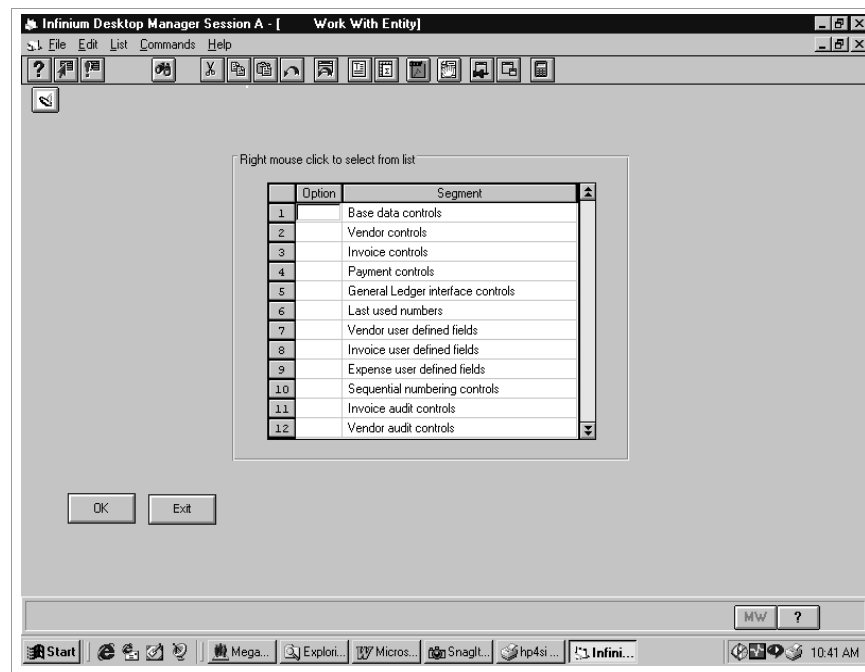 Infinium Desktop Manager Session A - [ Work With Entity]
File Edit List Commands Help
Right mouse click to select from list
Option Segment
1 Base data controls
2 Vendor controls
3 Invoice controls
4 Payment controls
5 General Ledger interface controls
6 Last used numbers
7 Vendor user defined fields
8 Invoice user defined fields
9 Expense user defined fields
10 Sequential numbering controls
11 Invoice audit controls
12 Vendor audit controls
OK Exit
MW ?
Start Mega... Explori... Micros... SnagIt... hp4si ... Infini... 10:41 AM